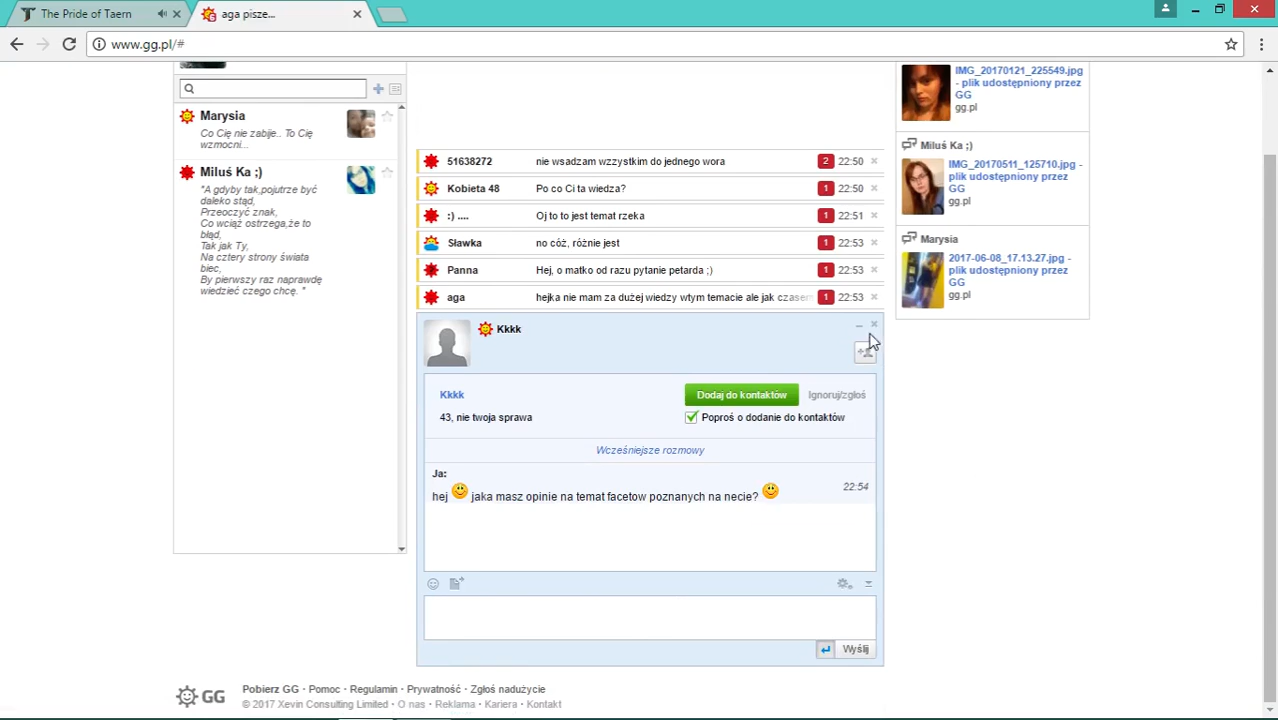 The Pride of Taern
aga pisze...
www.gg.pl/#
Marysia
Co Cię nie zabije.. To Cię
wzmocni...
Miluś Ka ;)
"A gdyby tak,pojutrze być
daleko stąd,
Przeoczyć znak,
Co wciąż ostrzega,że to
błąd,
Tak jak Ty,
Na cztery strony świata
biec,
By pierwszy raz naprawdę
wiedzieć czego chcę. "
51638272 nie wsadzam wzzystkim do jednego wora 2 22:50
Kobieta 48 Po co Ci ta wiedza? 1 22:50
:) .... Oj to to jest temat rzeka 1 22:51
Sławka no cóż, różnie jest 1 22:53
Panna Hej, o matko od razu pytanie petarda ;) 1 22:53
aga hejka nie mam za dużej wiedzy wtym temacie ale jak czasem 1 22:53
Kkkk
Kkkk Dodaj do kontaktów Ignoruj/zgłoś
43, nie twoja sprawa Poproś o dodanie do kontaktów
Wcześniejsze rozmowy
Ja:
hej jaka masz opinie na temat facetow poznanych na necie? 22:54
Wyślij
IMG_20170121_225549.jpg
- plik udostępniony przez
GG
gg.pl
Miluś Ka ;)
IMG_20170511_125710.jpg -
plik udostępniony przez
GG
gg.pl
Marysia
2017-06-08_17.13.27.jpg -
plik udostępniony przez
GG
gg.pl
GG
Pobierz GG · Pomoc · Regulamin · Prywatność · Zgłoś nadużycie
© 2017 Xevin Consulting Limited · O nas · Reklama · Kariera · Kontakt